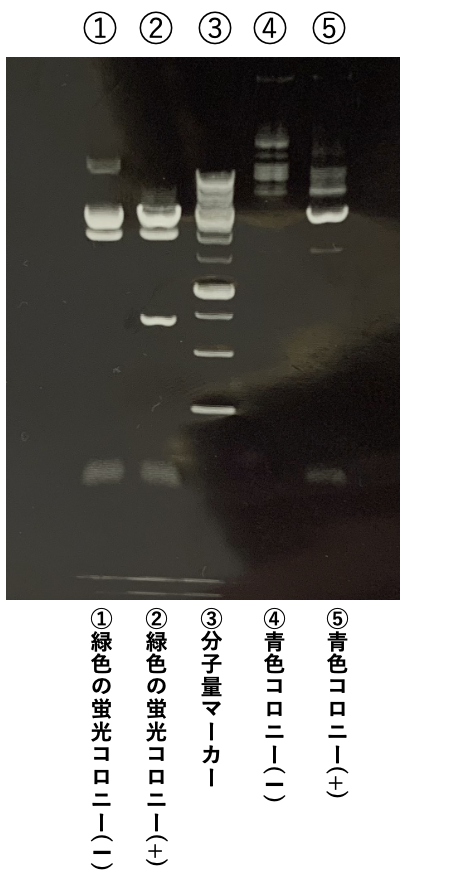 ① ② ③ ④ ⑤
①緑色の蛍光コロニー(ー)
②緑色の蛍光コロニー(＋)
③分子量マーカー
④青色コロニー(ー)
⑤青色コロニー(＋)